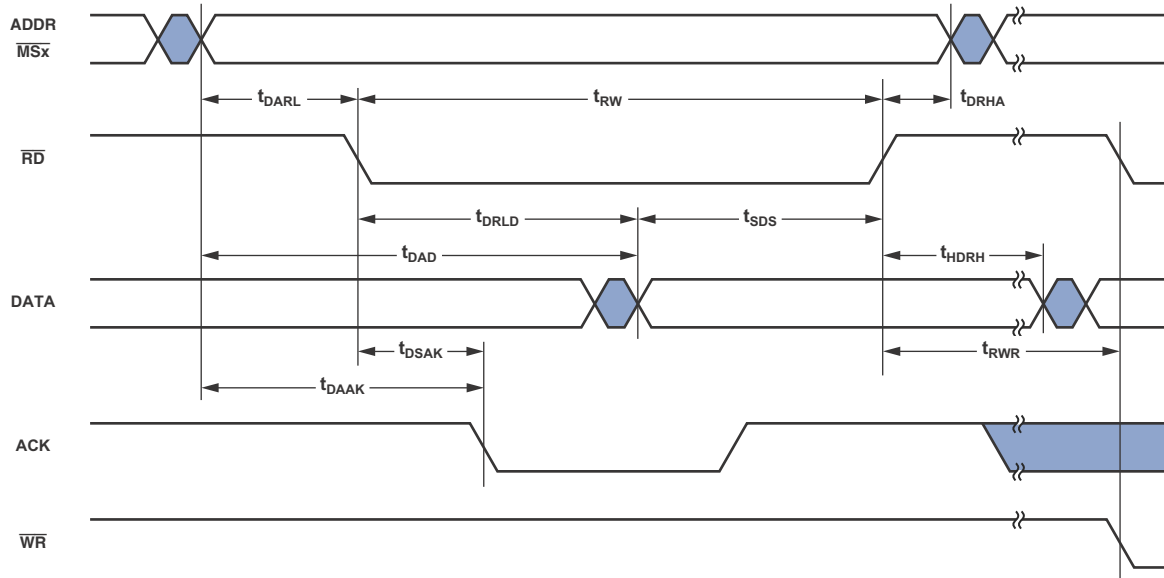 ADDR
MSx
tDARL
tRW
tDRHA
RD
tDRLD
tSDS
tDAD
tHDRH
DATA
tDSAK
tRWR
tDAAK
ACK
WR